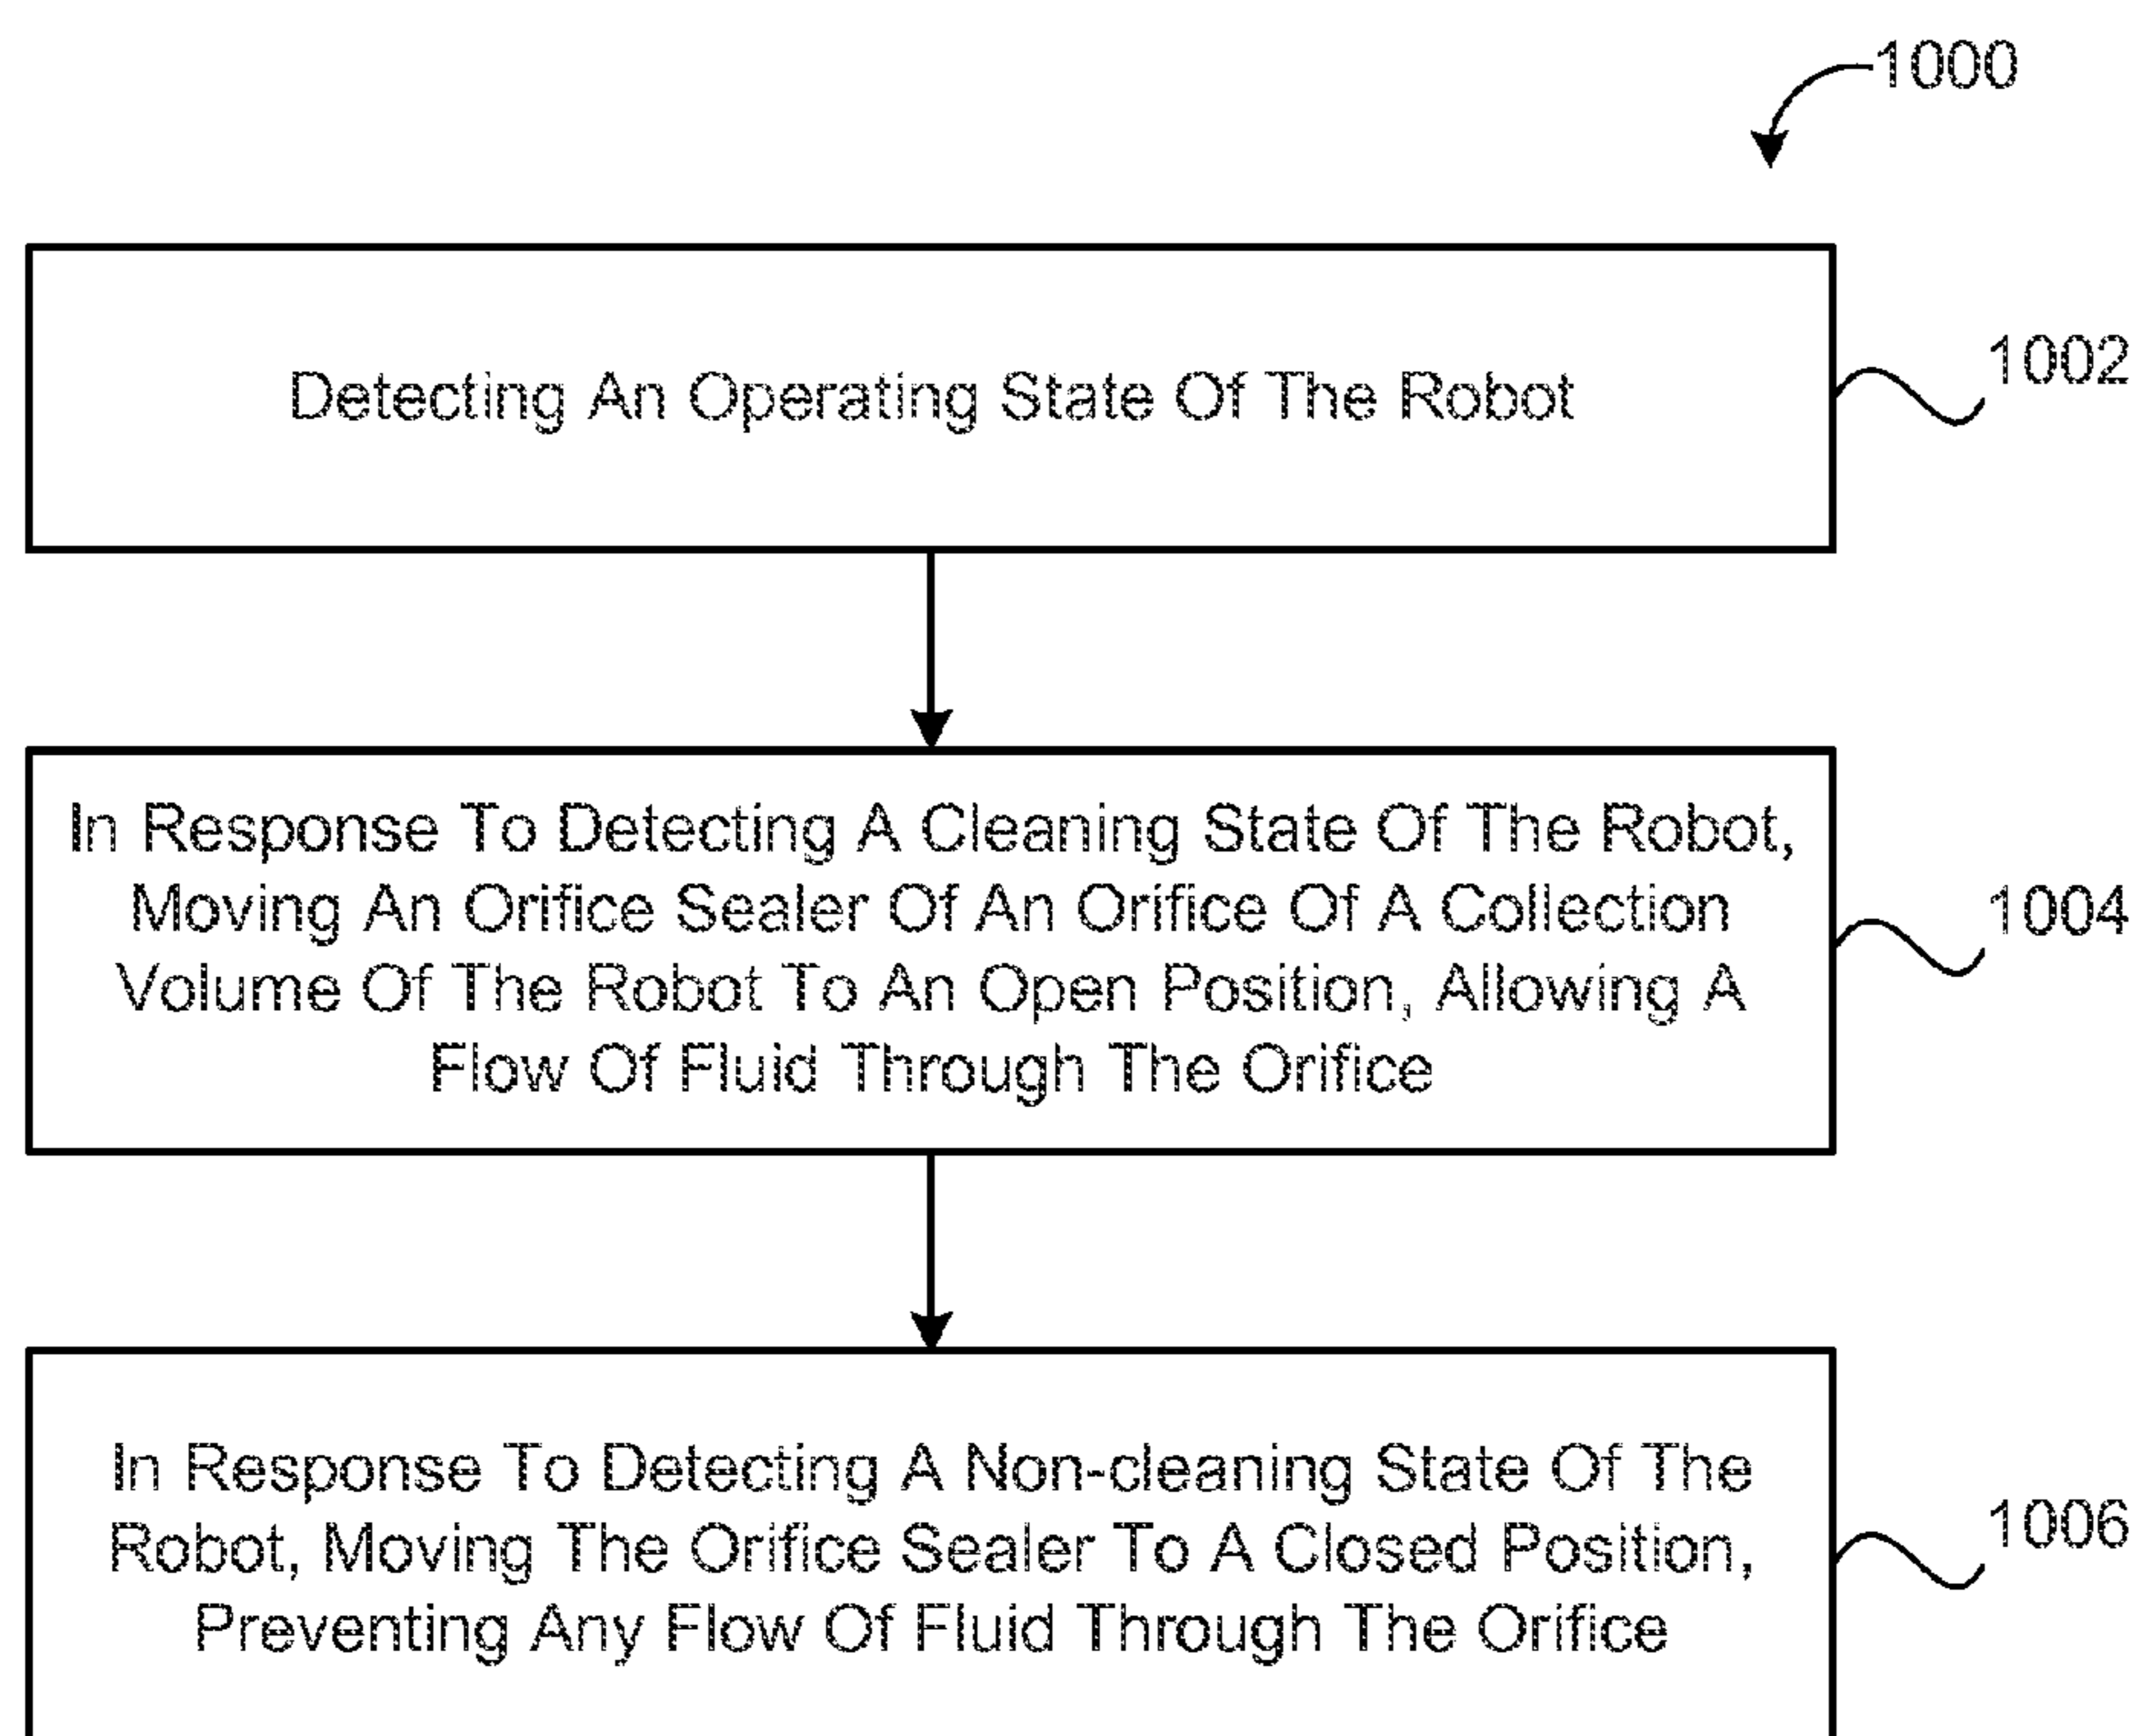 1000
Detecting An Operating State Of The Robot
1002
In Response To Detecting A Cleaning State Of The Robot,
Moving An Orifice Sealer Of An Orifice Of A Collection
Volume Of The Robot To An Open Position, Allowing A
Flow Of Fluid Through The Orifice
1004
In Response To Detecting A Non-cleaning State Of The
Robot, Moving The Orifice Sealer To A Closed Position,
Preventing Any Flow Of Fluid Through The Orifice
1006